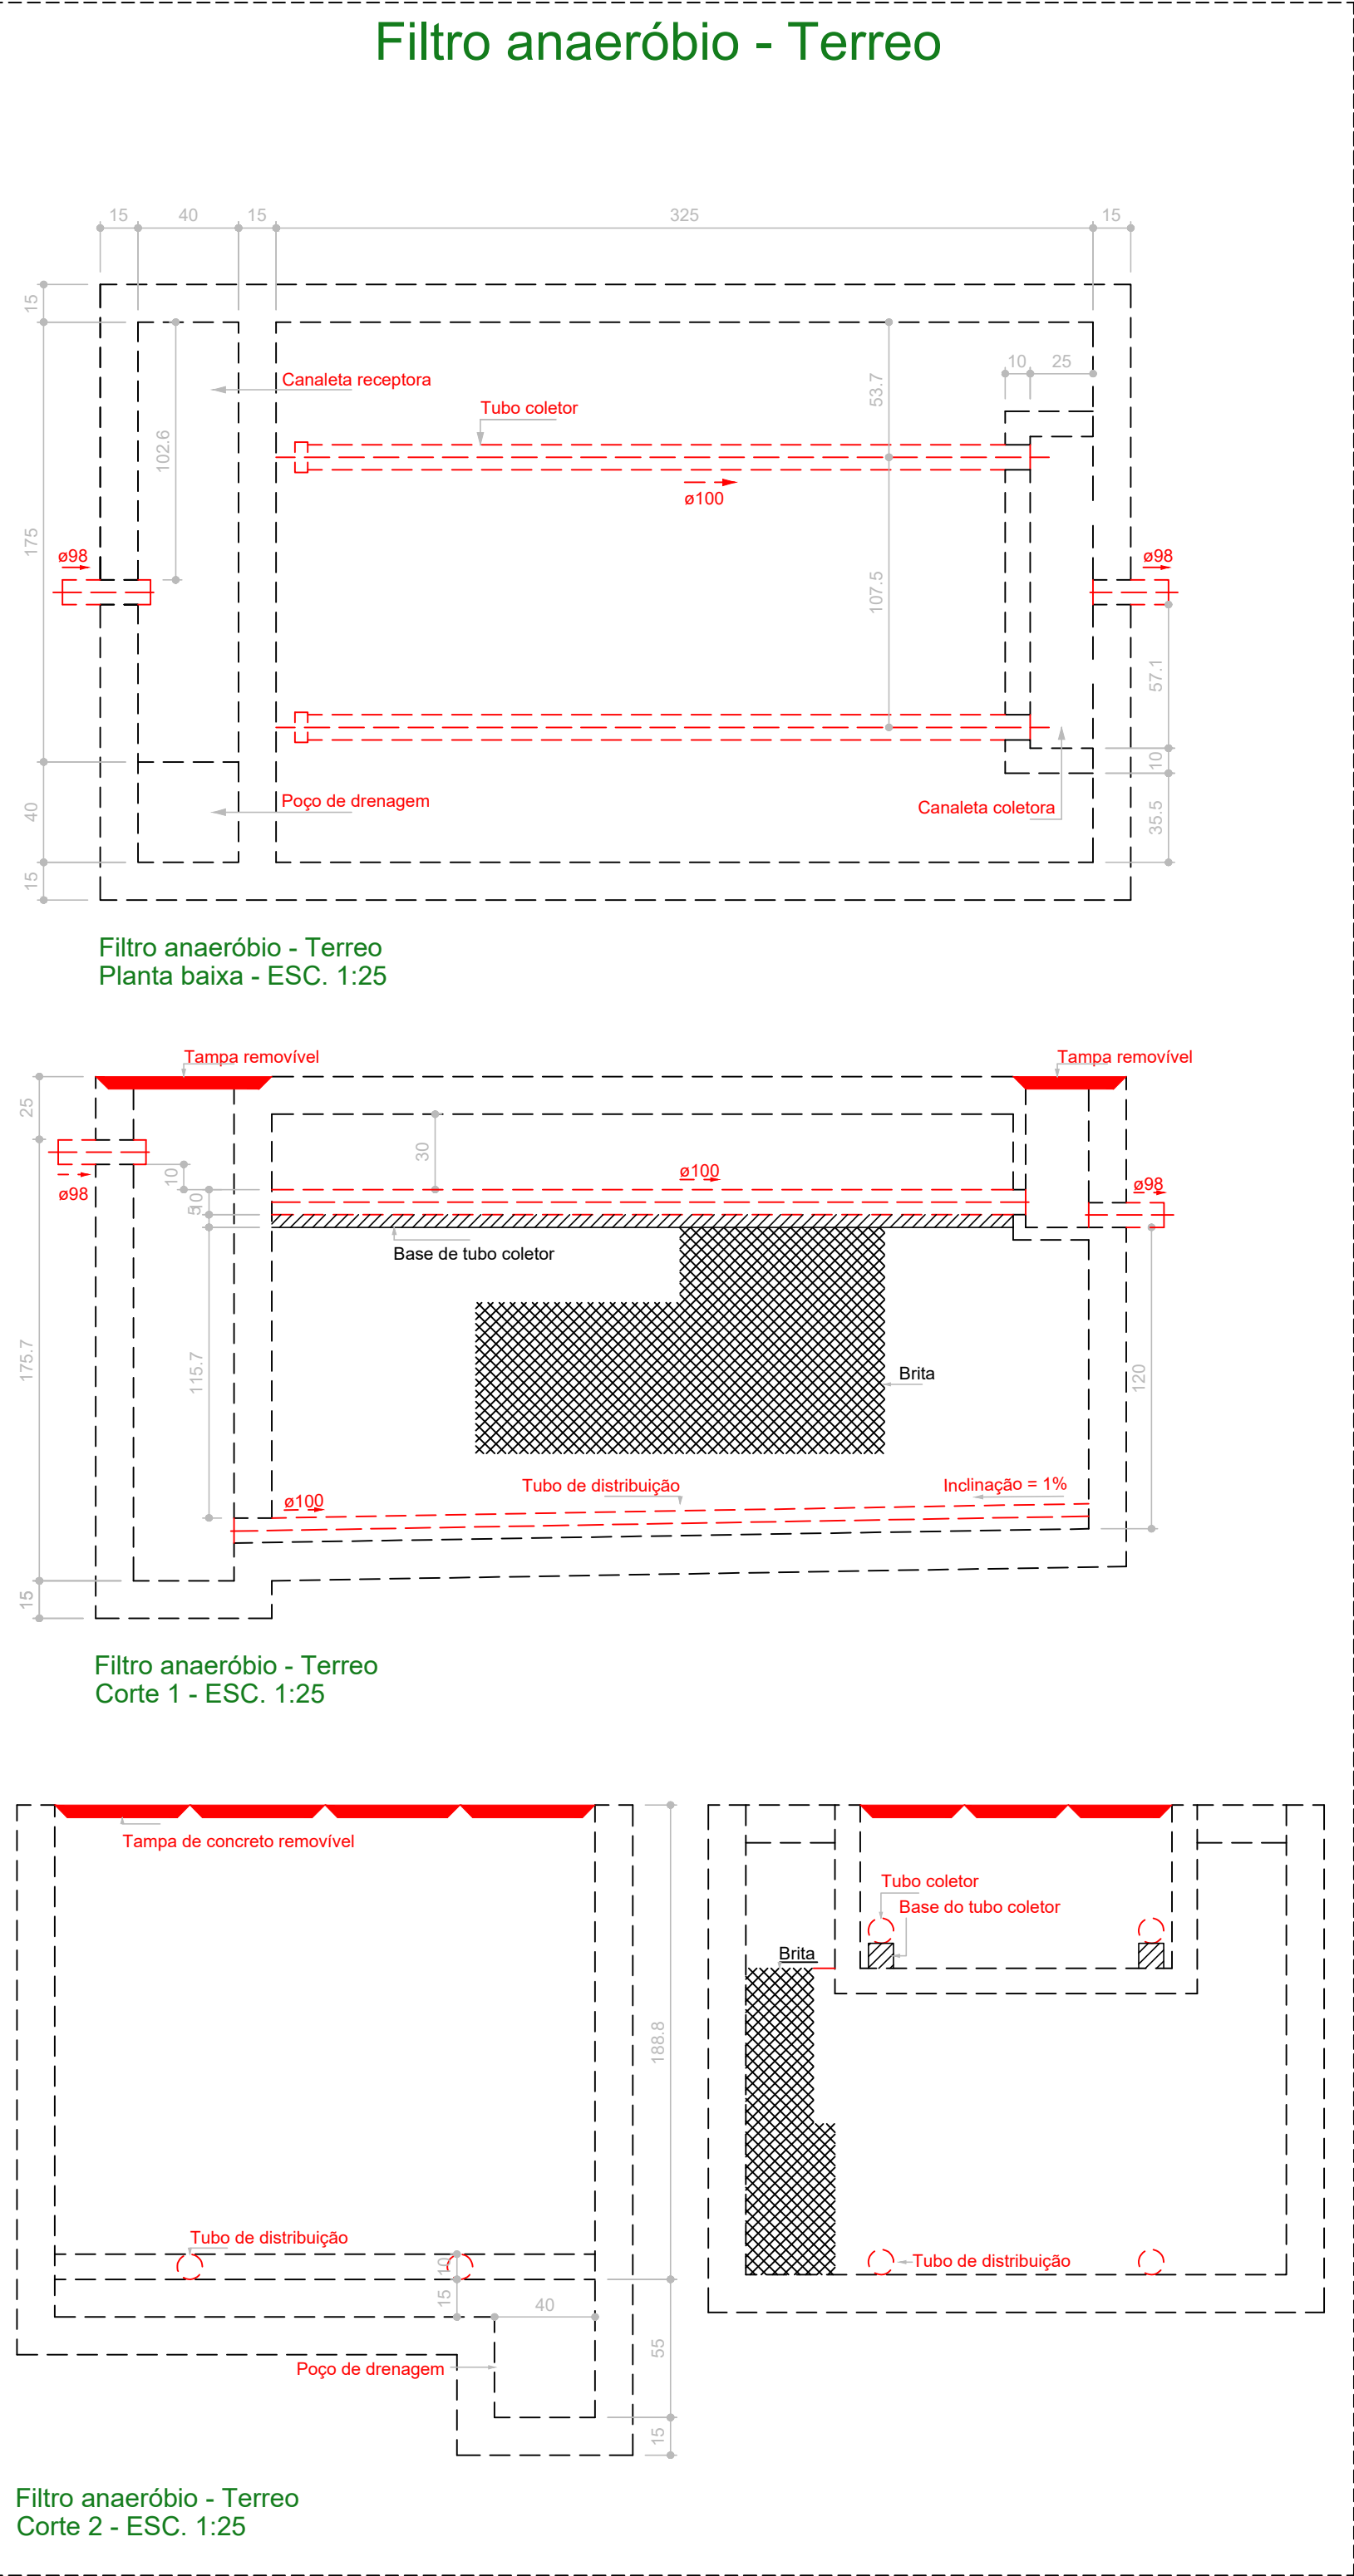 Filtro anaeróbio - Terreo
15 40 15 325 15
15
175
40
15
102.6
Canaleta receptora
Tubo coletor
ø100
53.7
107.5
10 25
ø98
ø98
57.1
10
35.5
Poço de drenagem
Canaleta coletora
Filtro anaeróbio - Terreo
Planta baixa - ESC. 1:25
Tampa removível
Tampa removível
25
175.7
15
ø98
10
10
5
115.7
30
ø100
ø98
Base de tubo coletor
Brita
120
Tubo de distribuição
Inclinação = 1%
ø100
Filtro anaeróbio - Terreo
Corte 1 - ESC. 1:25
Tampa de concreto removível
188.8
Tubo de distribuição
10
15
40
55
15
Poço de drenagem
Tubo coletor
Base do tubo coletor
Brita
Tubo de distribuição
Filtro anaeróbio - Terreo
Corte 2 - ESC. 1:25